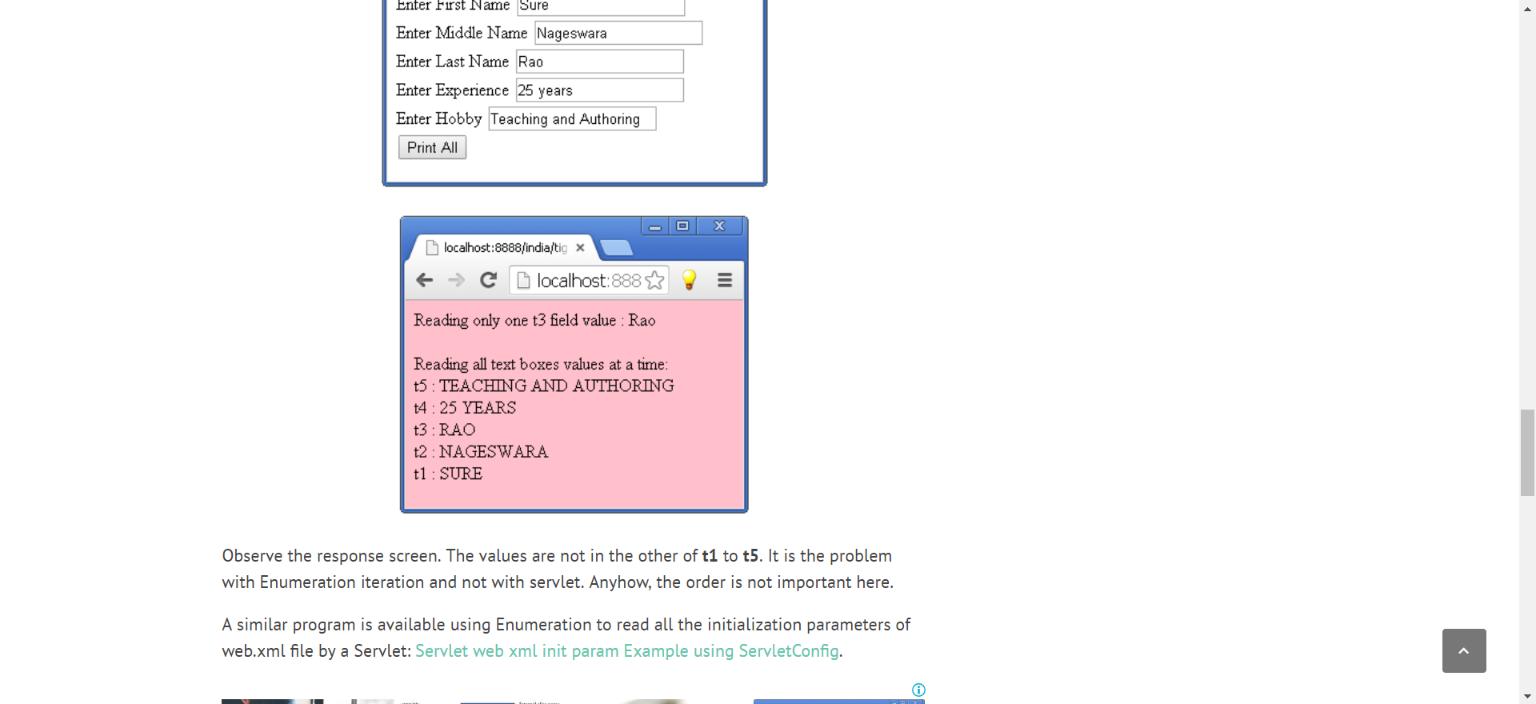 Enter First Name Sure
Enter Middle Name Nageswara
Enter Last Name Rao
Enter Experience 25 years
Enter Hobby Teaching and Authoring
Print All
localhost:8888/india/tig
localhost:888
Reading only one t3 field value : Rao
Reading all text boxes values at a time:
t5 : TEACHING AND AUTHORING
t4 : 25 YEARS
t3 : RAO
t2 : NAGESWARA
t1 : SURE
Observe the response screen. The values are not in the other of t1 to t5. It is the problem
with Enumeration iteration and not with servlet. Anyhow, the order is not important here.
A similar program is available using Enumeration to read all the initialization parameters of
web.xml file by a Servlet: Servlet web xml init param Example using ServletConfig.